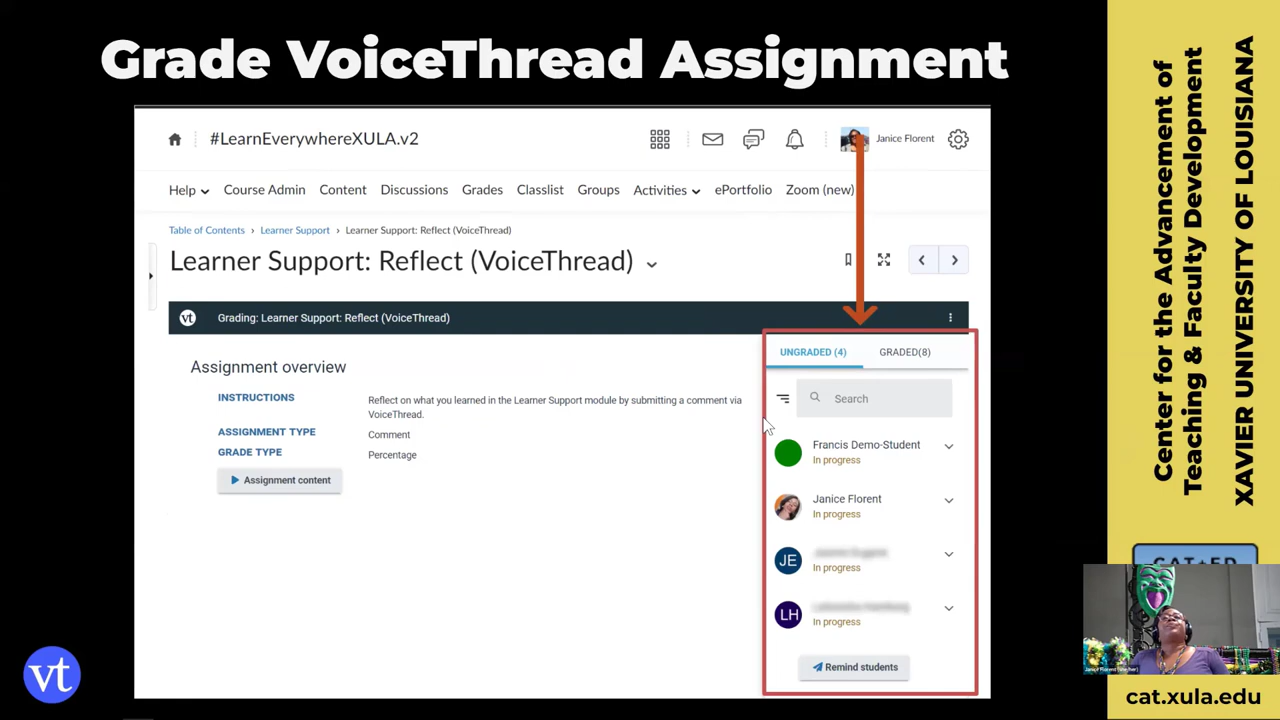 Grade VoiceThread Assignment
#LearnEverywhereXULA.v2
Janice Florent
Help
Course Admin
Content
Discussions
Grades
Classlist
Groups
Activities
ePortfolio
Zoom (new)
Table of Contents › Learner Support › Learner Support: Reflect (VoiceThread)
Learner Support: Reflect (VoiceThread)
vt
Grading: Learner Support: Reflect (VoiceThread)
Assignment overview
INSTRUCTIONS
Reflect on what you learned in the Learner Support module by submitting a comment via
VoiceThread.
ASSIGNMENT TYPE
Comment
GRADE TYPE
Percentage
Assignment content
UNGRADED (4)
GRADED(8)
Search
Francis Demo-Student
In progress
Janice Florent
In progress
JE
In progress
LH
In progress
Remind students
vt
Center for the Advancement of
Teaching & Faculty Development
XAVIER UNIVERSITY OF LOUISIANA
CAT+ED
cat.xula.edu